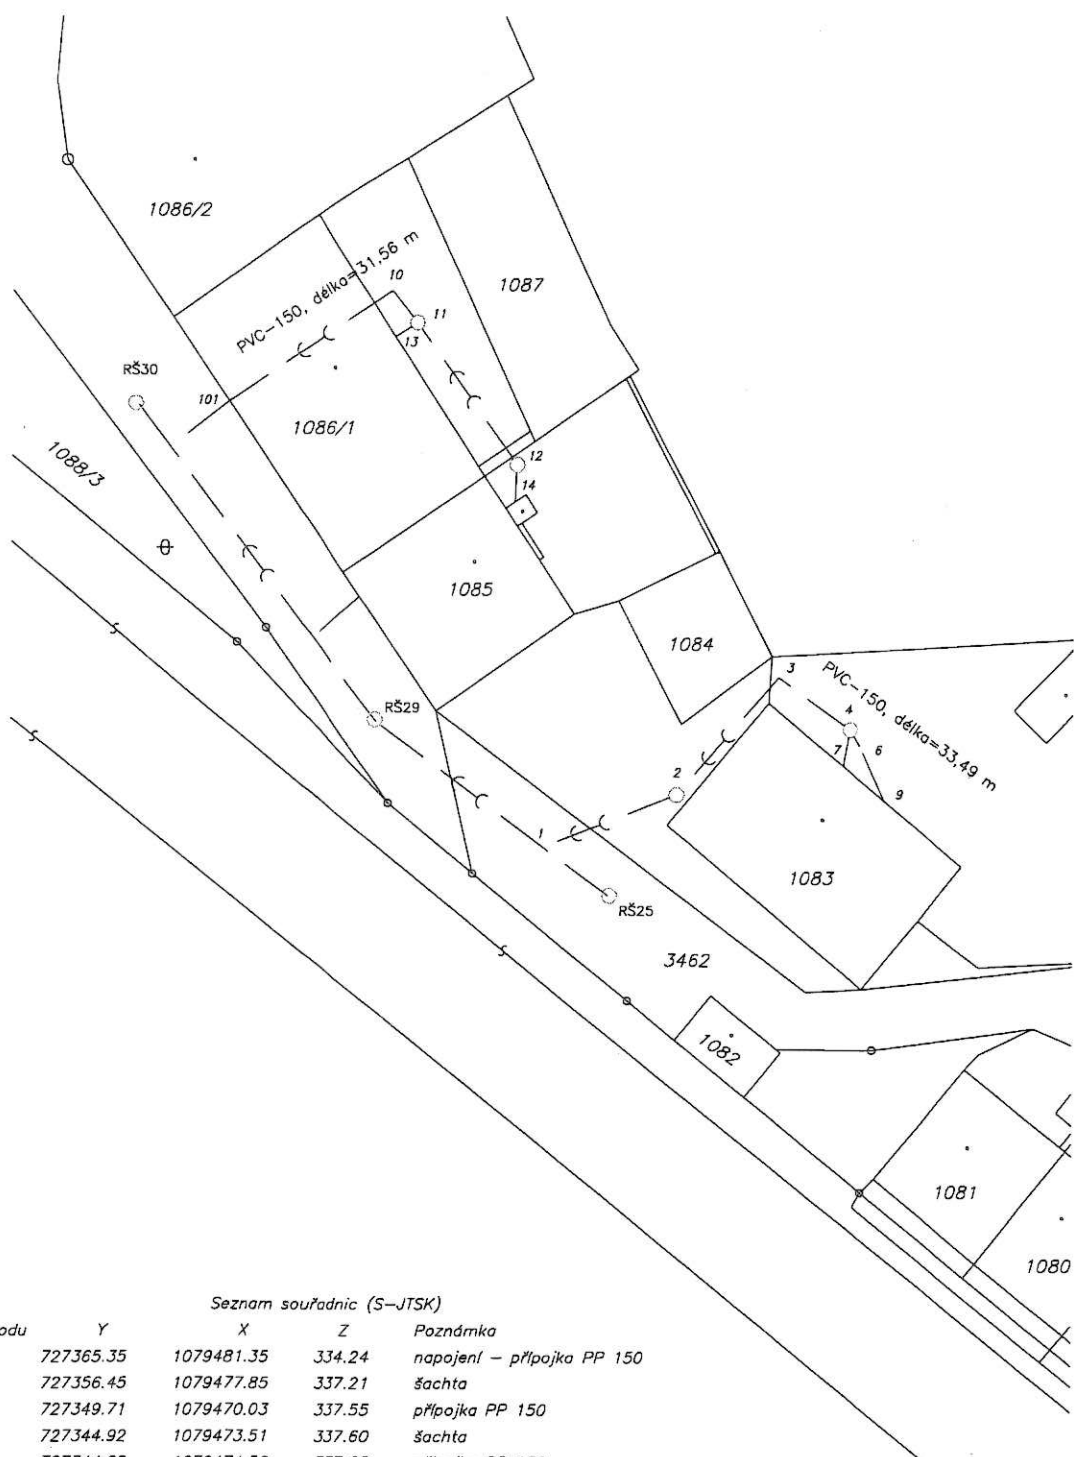 1086/2
PVC-150, délka=31,56 m
10
1087
11
13
RŠ30
101
1086/1
1088/3
12
14
1085
1084
3
PVC-150, délka=33,49 m
4
RŠ29
7
6
2
9
1
1083
RŠ25
3462
1082
1081
1080
S
S
S
Seznam souřadnic (S-JTSK)
odu Y X Z Poznámka
727365.35 1079481.35 334.24 napojení – přípojka PP 150
727356.45 1079477.85 337.21 šachta
727349.71 1079470.03 337.55 přípojka PP 150
727344.92 1079473.51 337.60 šachta